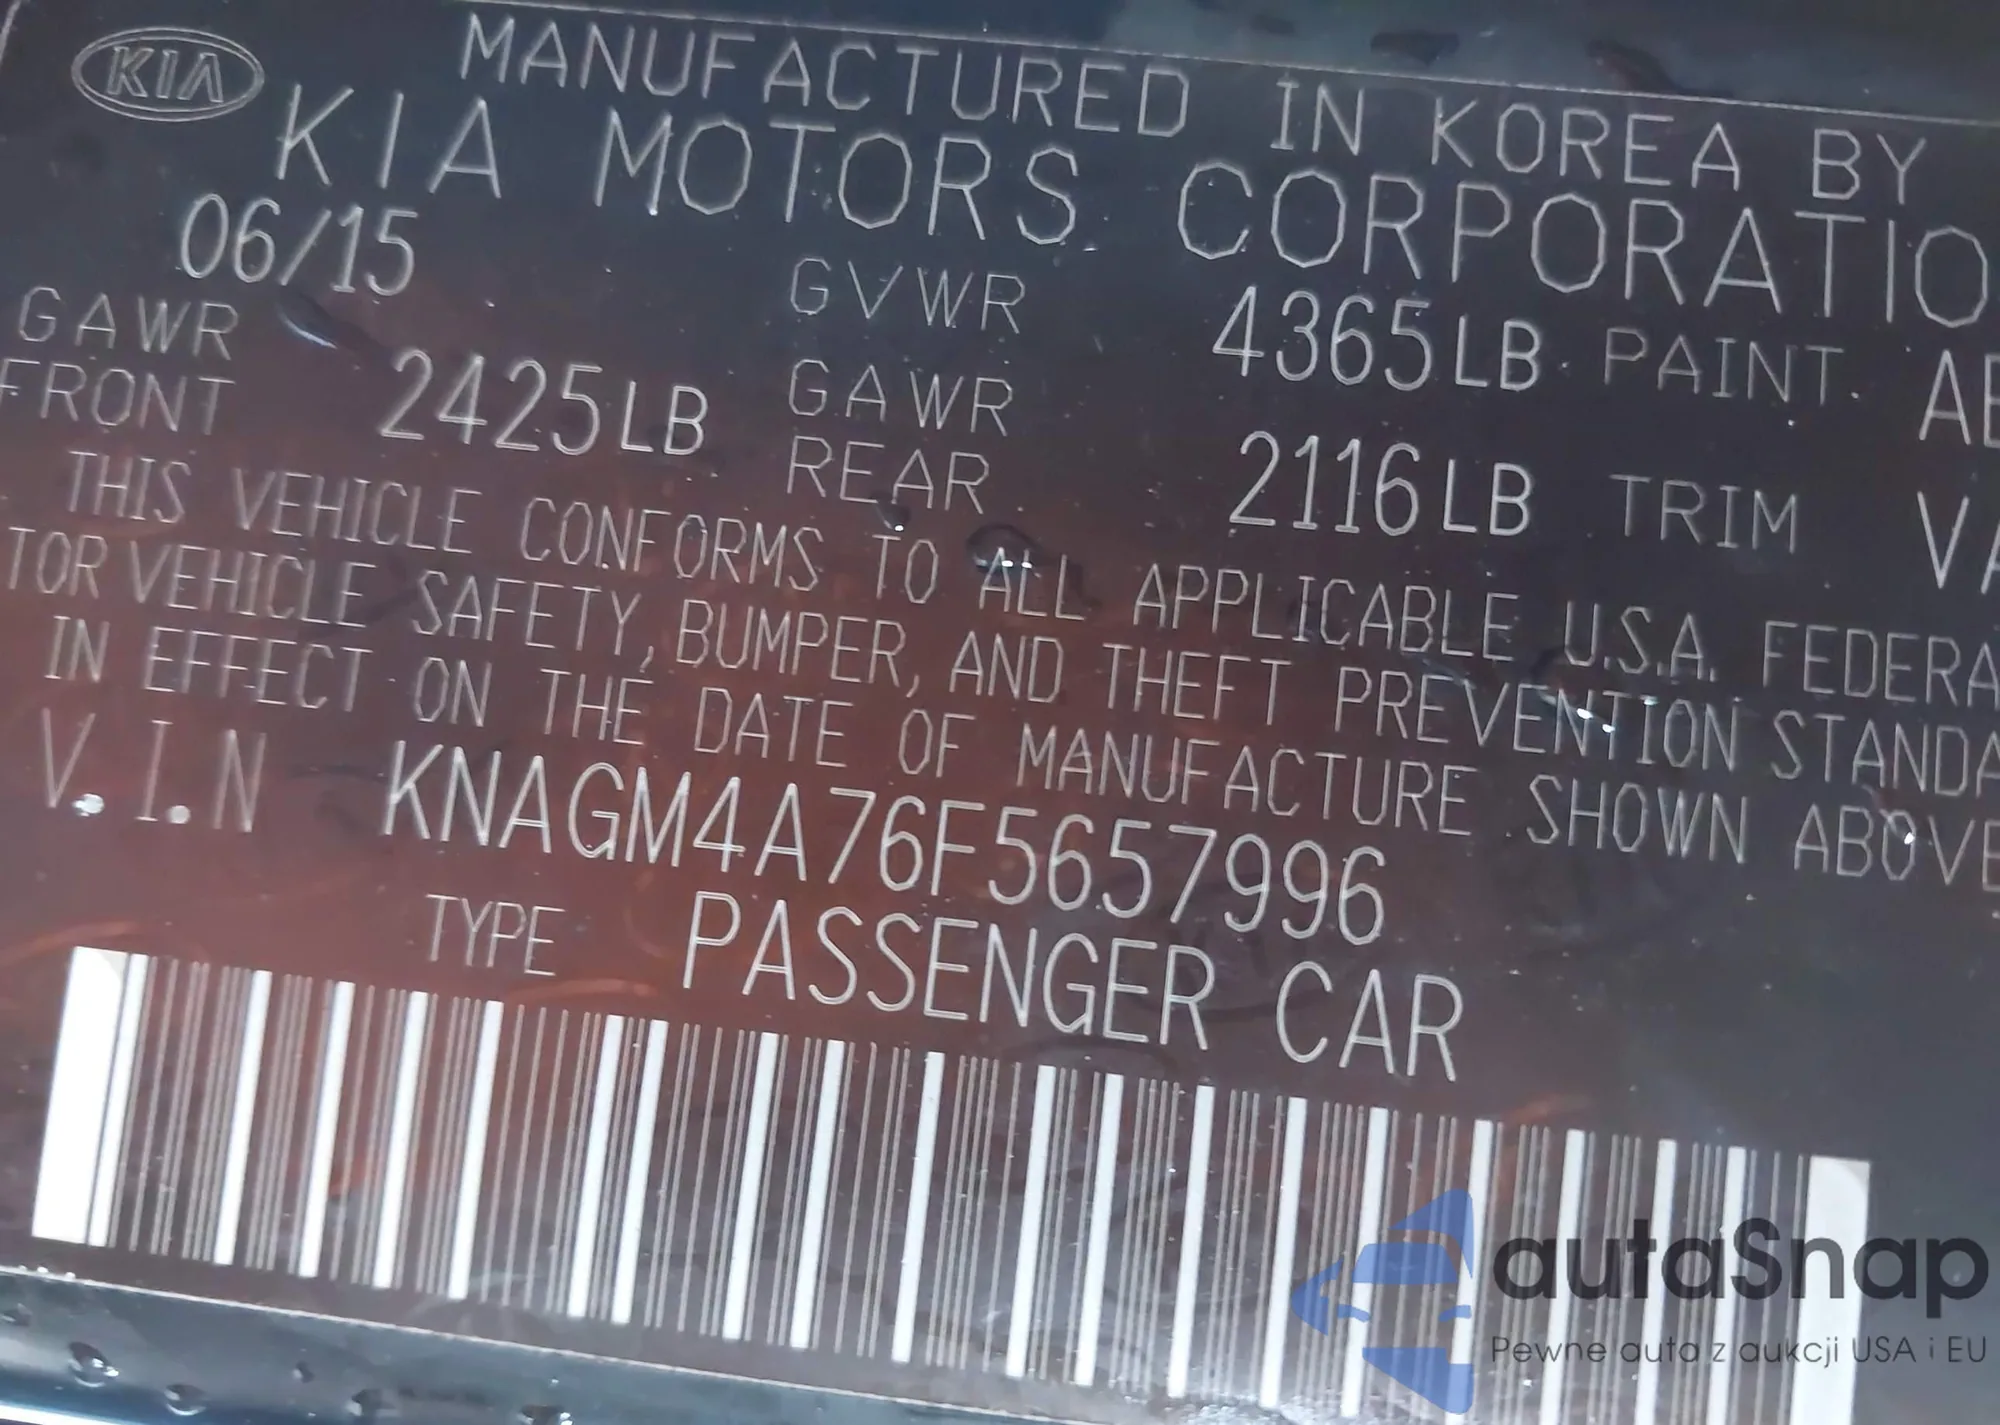 KIA
MANUFACTURED IN KOREA BY
KIA MOTORS CORPORATIO
06/15 GVWR 4365LB PAINT. AB
GAWR FRONT 2425LB GAWR REAR 2116LB TRIM VA
THIS VEHICLE CONFORMS TO ALL APPLICABLE U.S.A. FEDERA
TOR VEHICLE SAFETY, BUMPER, AND THEFT PREVENTION STANDA
IN EFFECT ON THE DATE OF MANUFACTURE SHOWN ABOVE
V.I.N KNAGM4A76F5657996
TYPE PASSENGER CAR
autaSnap
Pewne auta z aukcji USA i EU